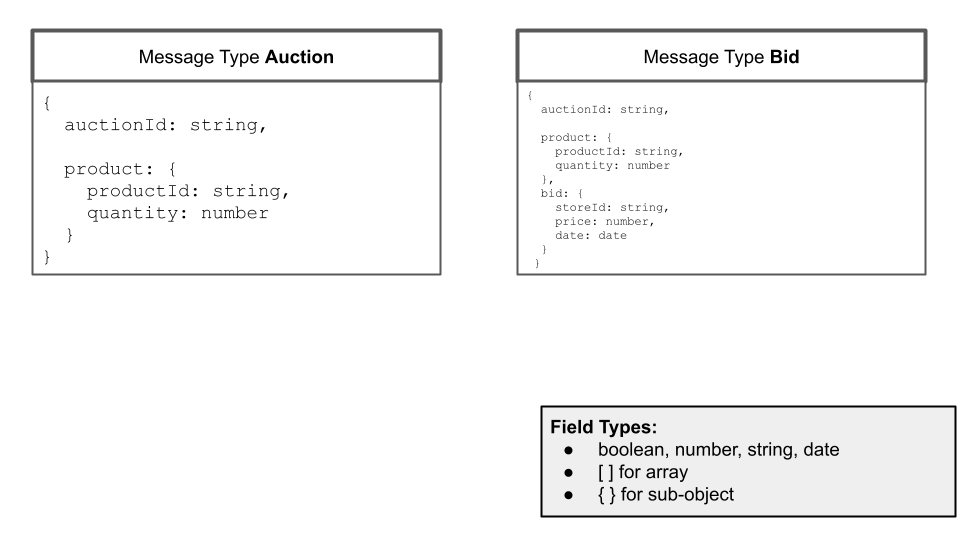 Message Type Auction
{
auctionId: string,
product: {
productId: string,
quantity: number
}
}
Message Type Bid
{
auctionId: string,
product: {
productId: string,
quantity: number
},
bid: {
storeId: string,
price: number,
date: date
}
}
Field Types:
● boolean, number, string, date
● [ ] for array
● { } for sub-object